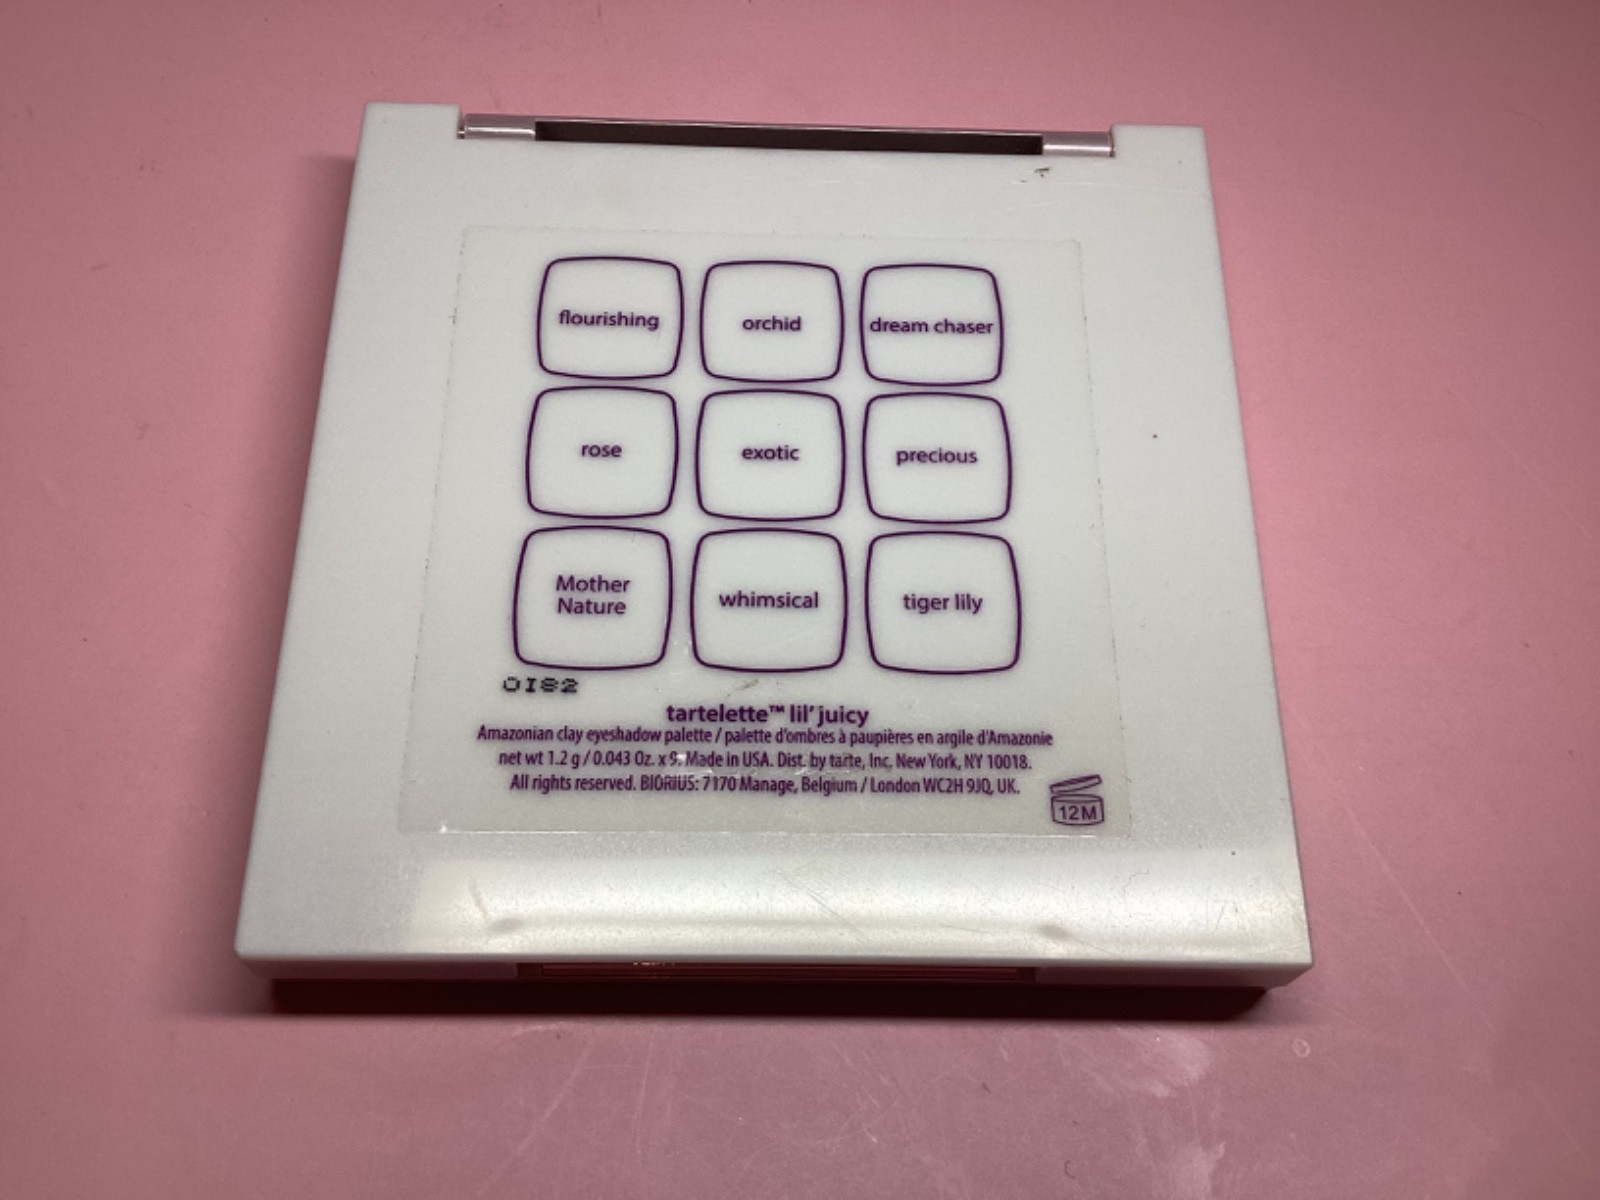 flourishing orchid dream chaser
rose exotic precious
Mother
Nature whimsical tiger lily
OIS2
tartelette™ lil' juicy
Amazonian clay eyeshadow palette / palette d'ombres à paupières en argile d'Amazonie
net wt 1.2 g / 0.043 Oz. x 9. Made in USA. Dist. by tarte, Inc. New York, NY 10018.
All rights reserved. BIORIUS: 7170 Manage, Belgium / London WC2H 9JQ, UK.
12M